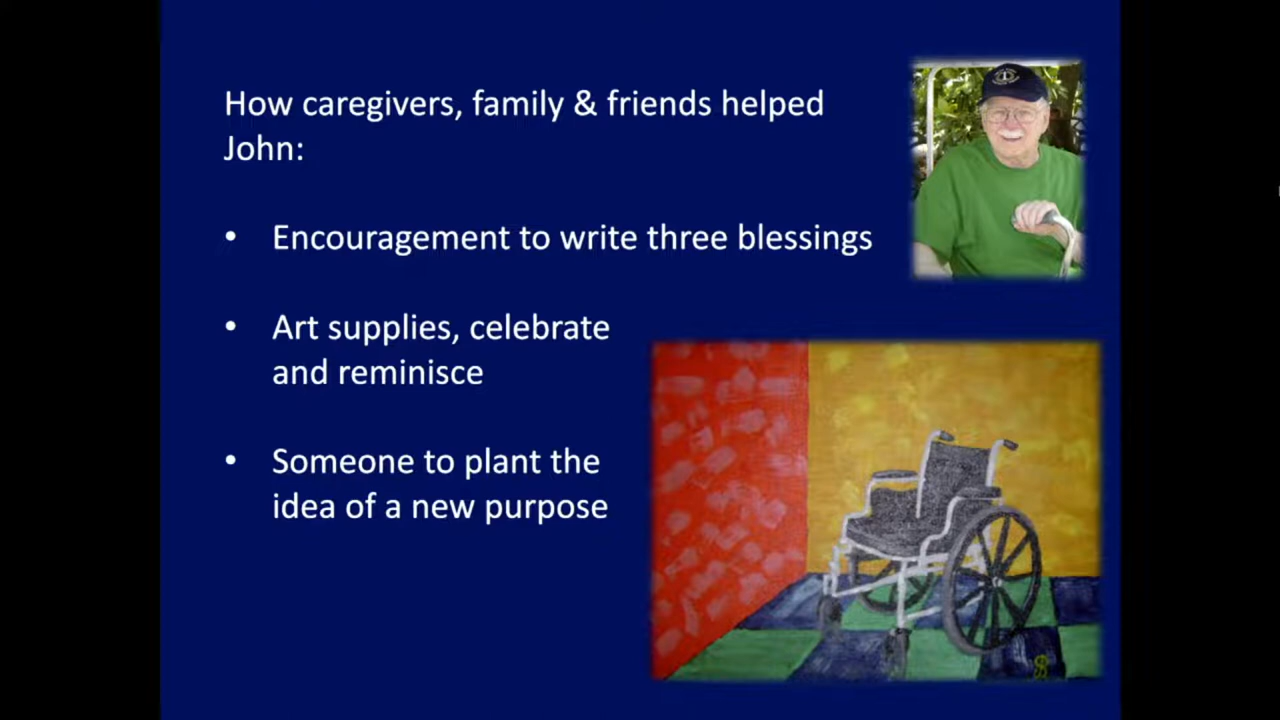 How caregivers, family & friends helped
John:
• Encouragement to write three blessings
• Art supplies, celebrate
and reminisce
• Someone to plant the
idea of a new purpose